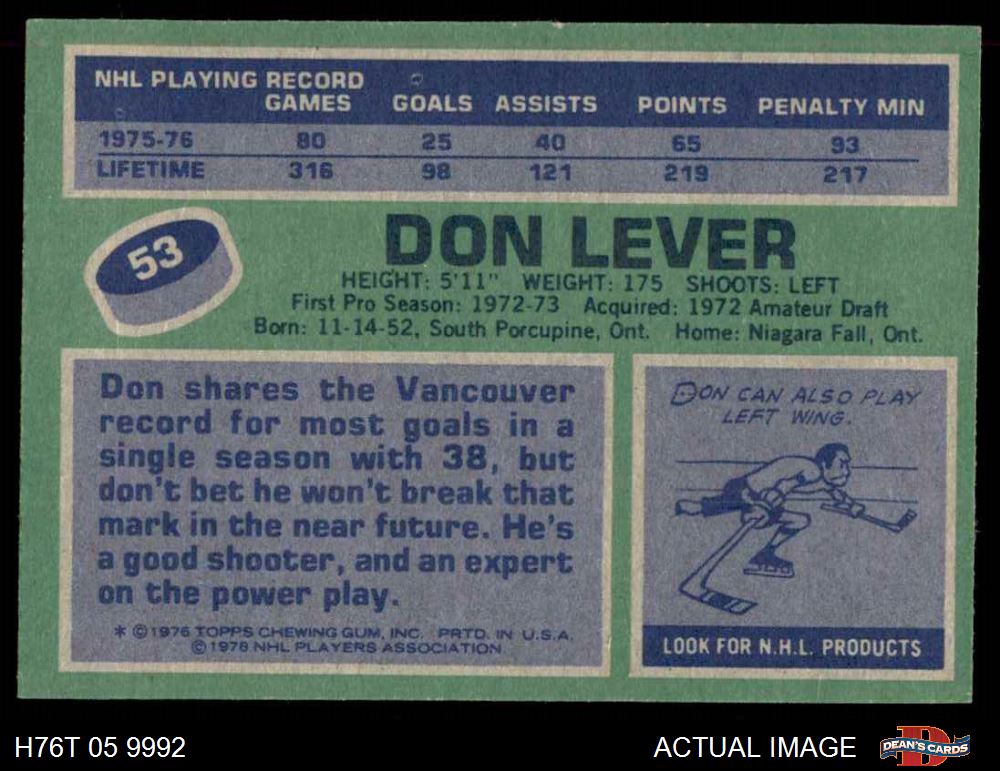 NHL PLAYING RECORD
GAMES GOALS ASSISTS POINTS PENALTY MIN
1975-76 80 25 40 65 93
LIFETIME 316 98 121 219 217
53
DON LEVER
HEIGHT: 5'11" WEIGHT: 175 SHOOTS: LEFT
First Pro Season: 1972-73 Acquired: 1972 Amateur Draft
Born: 11-14-52, South Porcupine, Ont. Home: Niagara Fall, Ont.
Don shares the Vancouver
record for most goals in a
single season with 38, but
don't bet he won't break that
mark in the near future. He's
a good shooter, and an expert
on the power play.
* © 1976 TOPPS CHEWING GUM, INC. PRTD. IN U.S.A.
© 1976 NHL PLAYERS ASSOCIATION.
DON CAN ALSO PLAY
LEFT WING.
LOOK FOR N.H.L. PRODUCTS
H76T 05 9992
ACTUAL IMAGE
DEAN'S CARDS